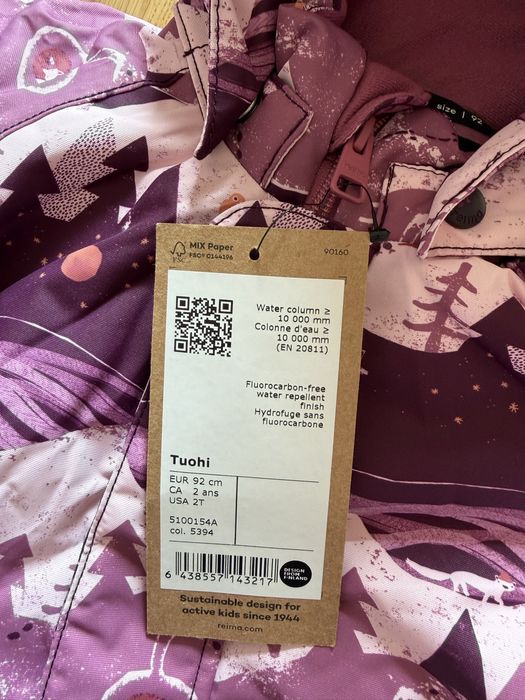 size | 92
reima
MIX Paper
FSC® C144196
FSC
90160
Water column ≥
10 000 mm
Colonne d'eau ≥
10 000 mm
(EN 20811)
Fluorocarbon-free
water repellent
finish
Hydrofuge sans
fluorocarbone
Tuohi
EUR 92 cm
CA 2 ans
USA 2T
5100154A
col. 5394
6 438557 143217
DESIGN
FROM
FINLAND
Sustainable design for
active kids since 1944
reima.com